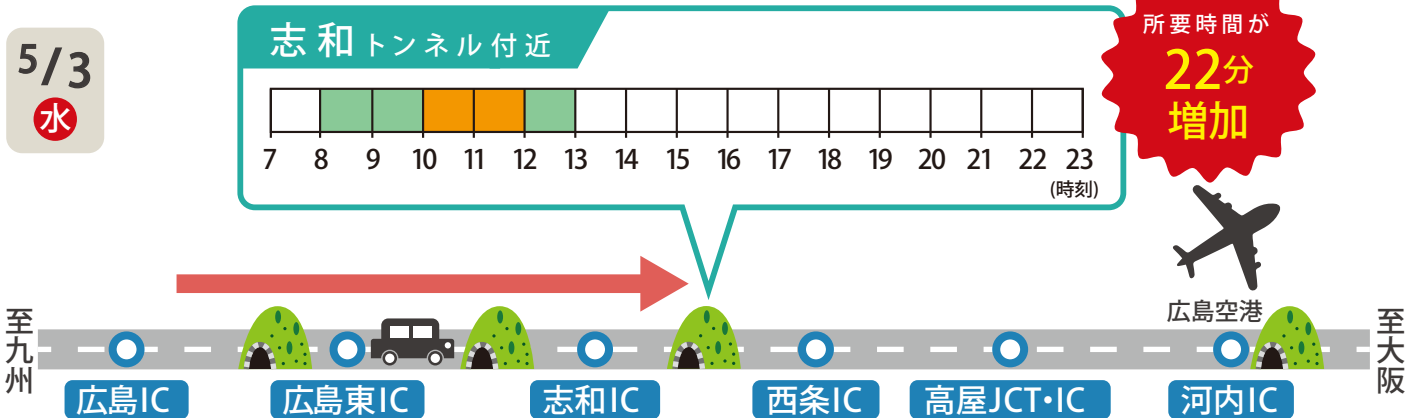 5/3
水
志和トンネル付近
7 8 9 10 11 12 13 14 15 16 17 18 19 20 21 22 23
(時刻)
所要時間が
22分
増加
広島空港
至九州
至大阪
広島IC
広島東IC
志和IC
西条IC
高屋JCT・IC
河内IC